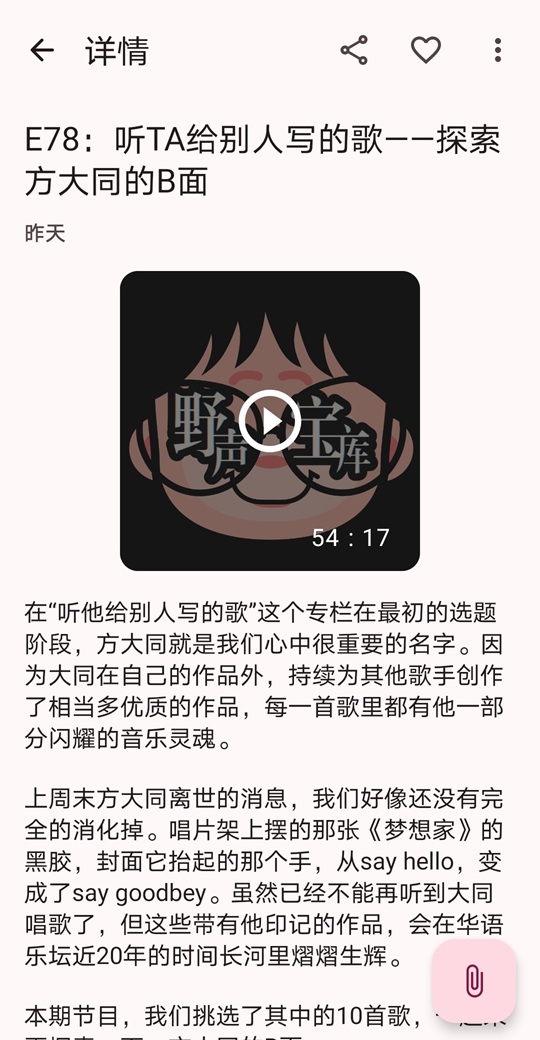 详情
E78：听TA给别人写的歌——探索
方大同的B面
昨天
野声宝库
54 : 17
在“听他给别人写的歌”这个专栏在最初的选题
阶段，方大同就是我们心中很重要的名字。因
为大同在自己的作品外，持续为其他歌手创作
了相当多优质的作品，每一首歌里都有他一部
分闪耀的音乐灵魂。
上周末方大同离世的消息，我们好像还没有完
全的消化掉。唱片架上摆的那张《梦想家》的
黑胶，封面它抬起的那个手，从say hello，变
成了say goodbey。虽然已经不能再听到大同
唱歌了，但这些带有他印记的作品，会在华语
乐坛近20年的时间长河里熠熠生辉。
本期节目，我们挑选了其中的10首歌，